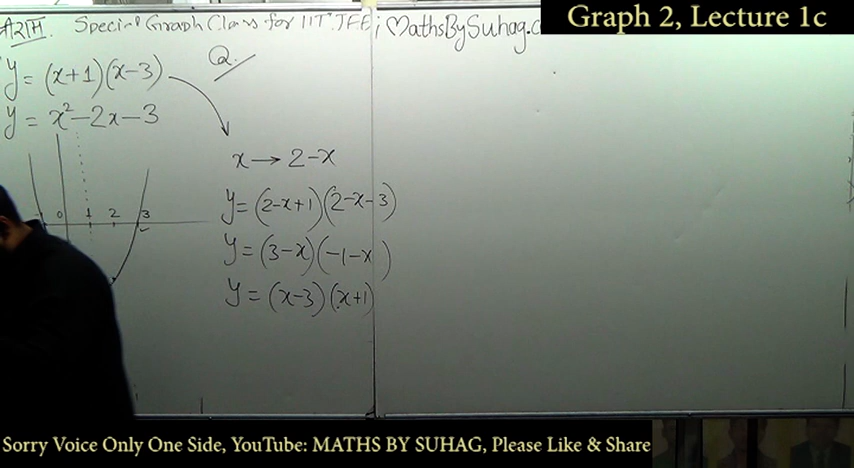 Graph 2, Lecture 1c
Special Graph Class for IIT JEE; MathsBySuhag.c
y = (x+1)(x-3)
y = x²-2x-3
Q.
x → 2-x
y = (2-x+1)(2-x-3)
y = (3-x)(-1-x)
y = (x-3)(x+1)
0 1 2 3
Sorry Voice Only One Side, YouTube: MATHS BY SUHAG, Please Like & Share